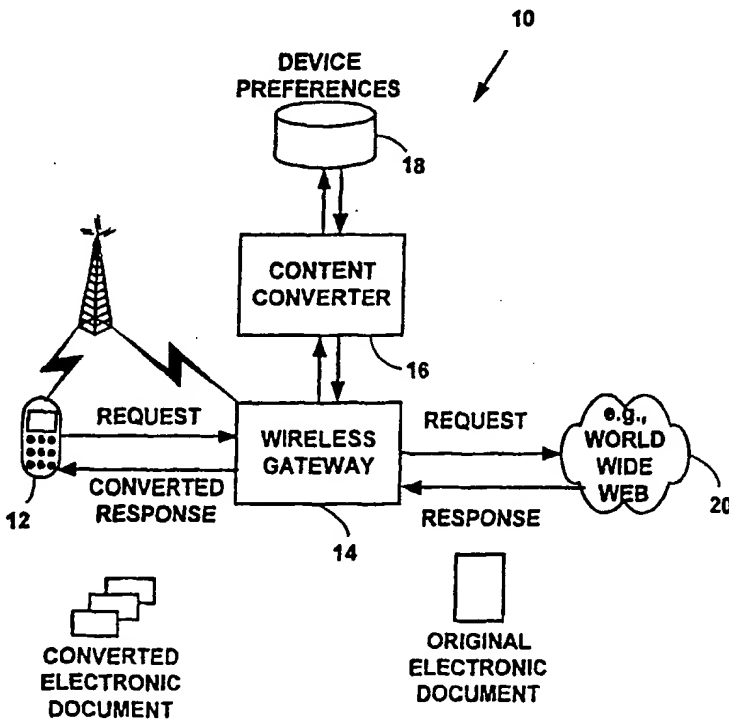 10
DEVICE
PREFERENCES
18
CONTENT
CONVERTER
16
REQUEST
WIRELESS
GATEWAY
REQUEST
e.g.,
WORLD
WIDE
WEB
CONVERTED
RESPONSE
RESPONSE
12
14
20
CONVERTED
ELECTRONIC
DOCUMENT
ORIGINAL
ELECTRONIC
DOCUMENT